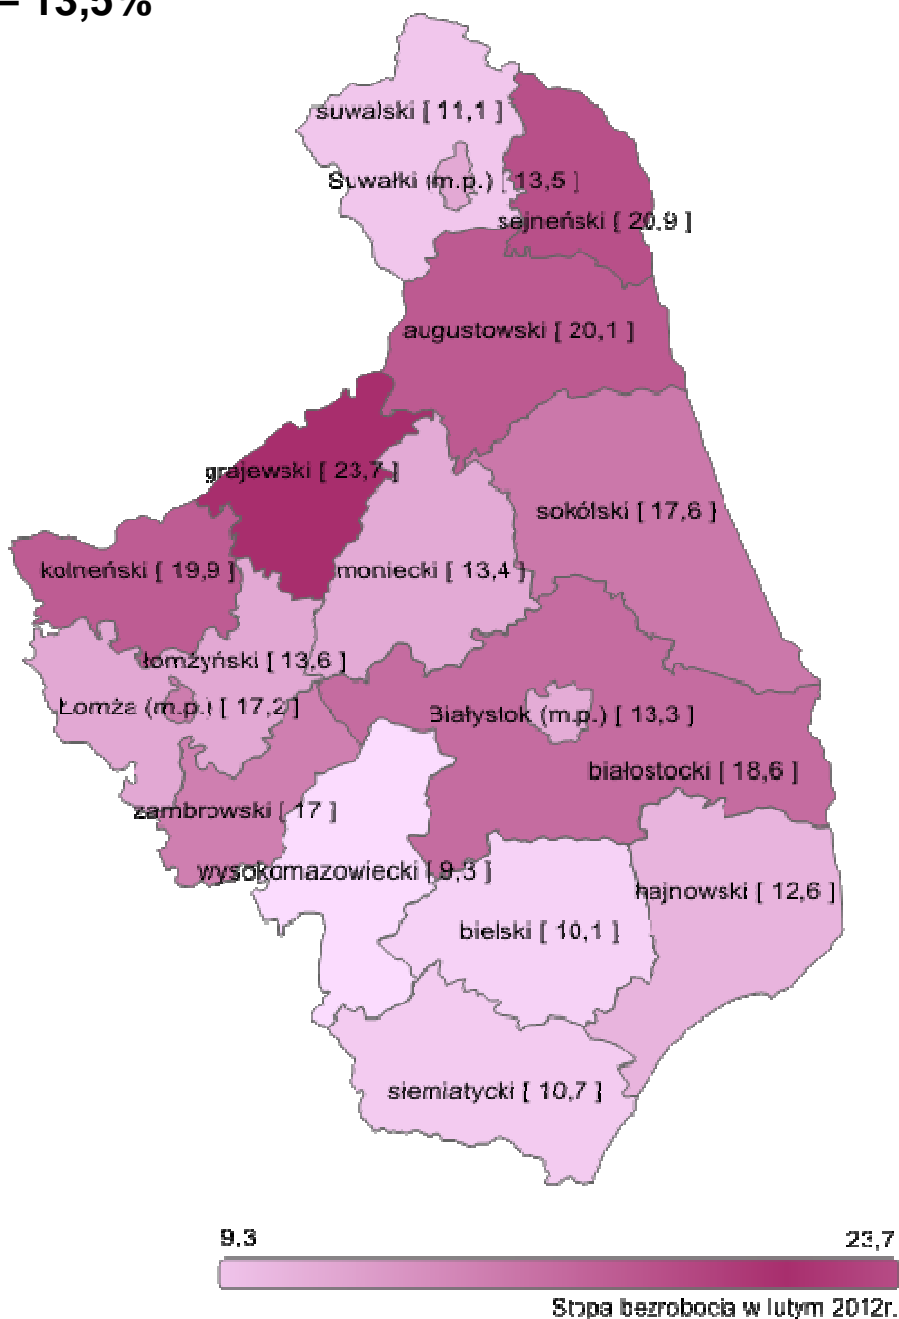 = 13,5%
suwalski [ 11,1 ]
Suwałki (m.p.) [ 13,5 ]
sejneński [ 20,9 ]
augustowski [ 20,1 ]
grajewski [ 23,7 ]
sokólski [ 17,6 ]
kolneński [ 19,9 ]
moniecki [ 13,4 ]
łomżyński [ 13,6 ]
Łomża (m.p.) [ 17,2 ]
Białystok (m.p.) [ 13,3 ]
białostocki [ 18,6 ]
zambrowski [ 17 ]
wysokomazowiecki [ 9,3 ]
hajnowski [ 12,6 ]
bielski [ 10,1 ]
siemiatycki [ 10,7 ]
9,3
23,7
Stopa bezrobocia w lutym 2012r.